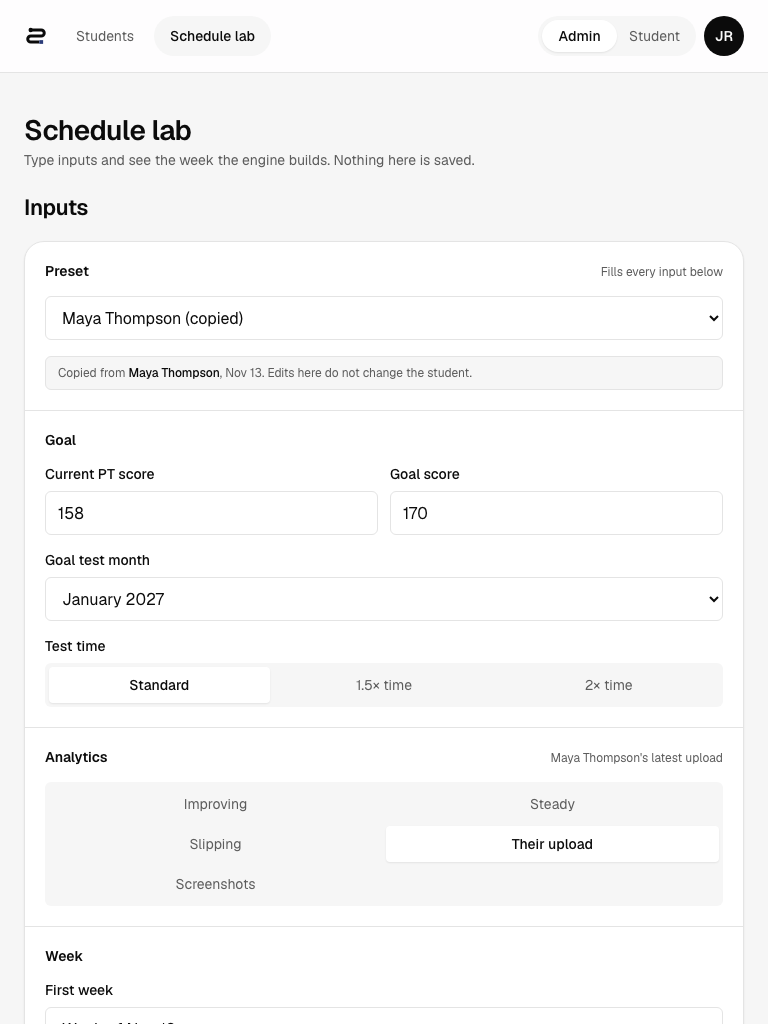 Students
Schedule lab
Admin
Student
JR
Schedule lab
Type inputs and see the week the engine builds. Nothing here is saved.
Inputs
Preset
Fills every input below
Maya Thompson (copied)
Copied from Maya Thompson, Nov 13. Edits here do not change the student.
Goal
Current PT score
Goal score
158
170
Goal test month
January 2027
Test time
Standard
1.5× time
2× time
Analytics
Maya Thompson's latest upload
Improving
Steady
Slipping
Their upload
Screenshots
Week
First week